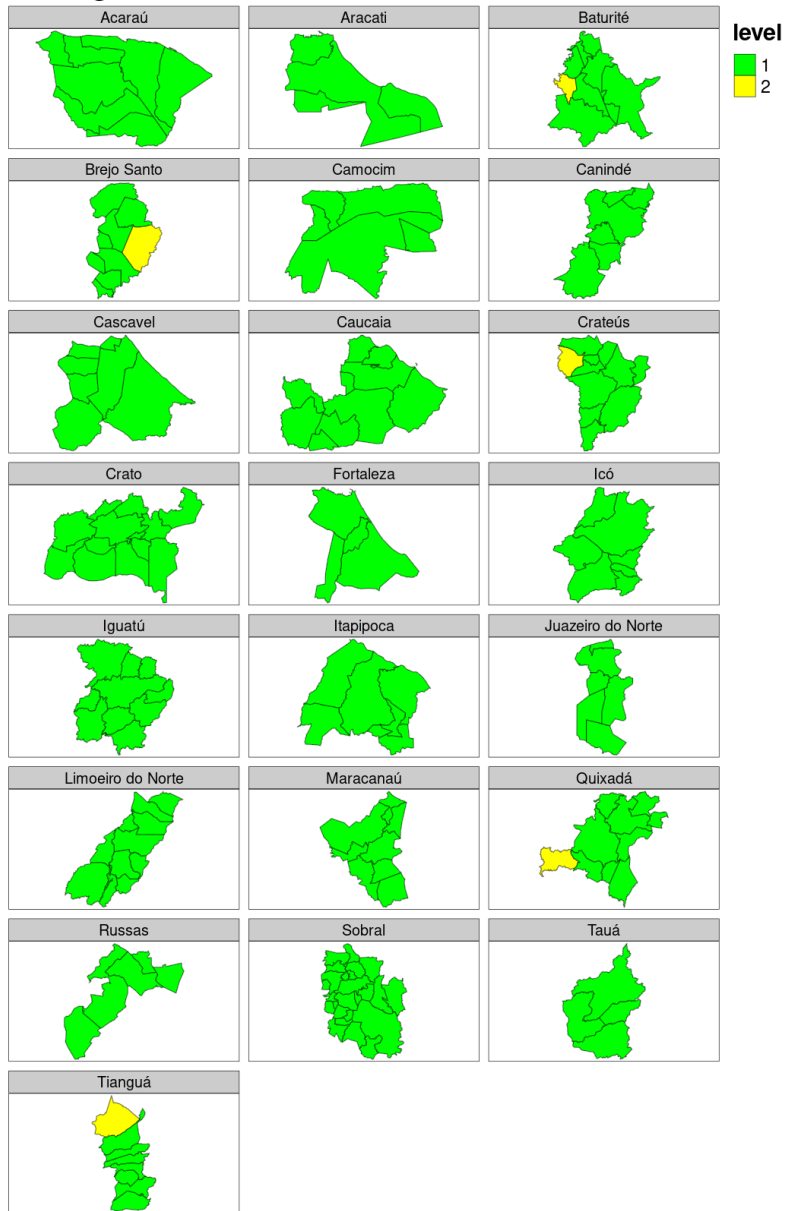 Acaraú
Aracati
Baturité
level
1
2
Brejo Santo
Camocim
Canindé
Cascavel
Caucaia
Crateús
Crato
Fortaleza
Icó
Iguatú
Itapipoca
Juazeiro do Norte
Limoeiro do Norte
Maracanaú
Quixadá
Russas
Sobral
Tauá
Tianguá